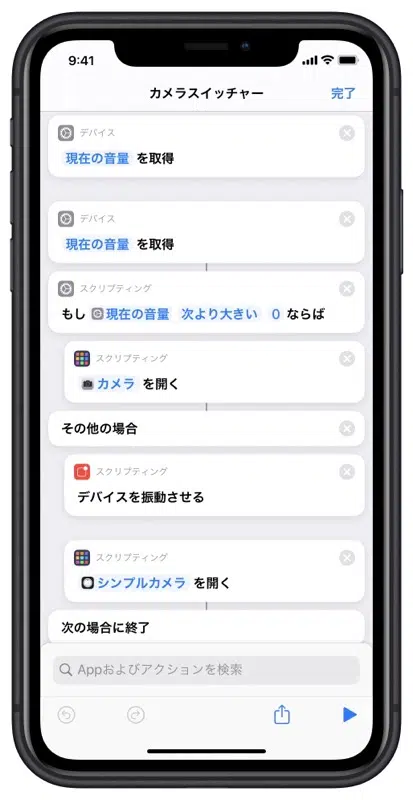 9:41
カメラスイッチャー 完了
デバイス
現在の音量 を取得
デバイス
現在の音量 を取得
スクリプティング
もし 現在の音量 次より大きい 0 ならば
スクリプティング
カメラ を開く
その他の場合
スクリプティング
デバイスを振動させる
スクリプティング
シンプルカメラ を開く
次の場合に終了
Appおよびアクションを検索